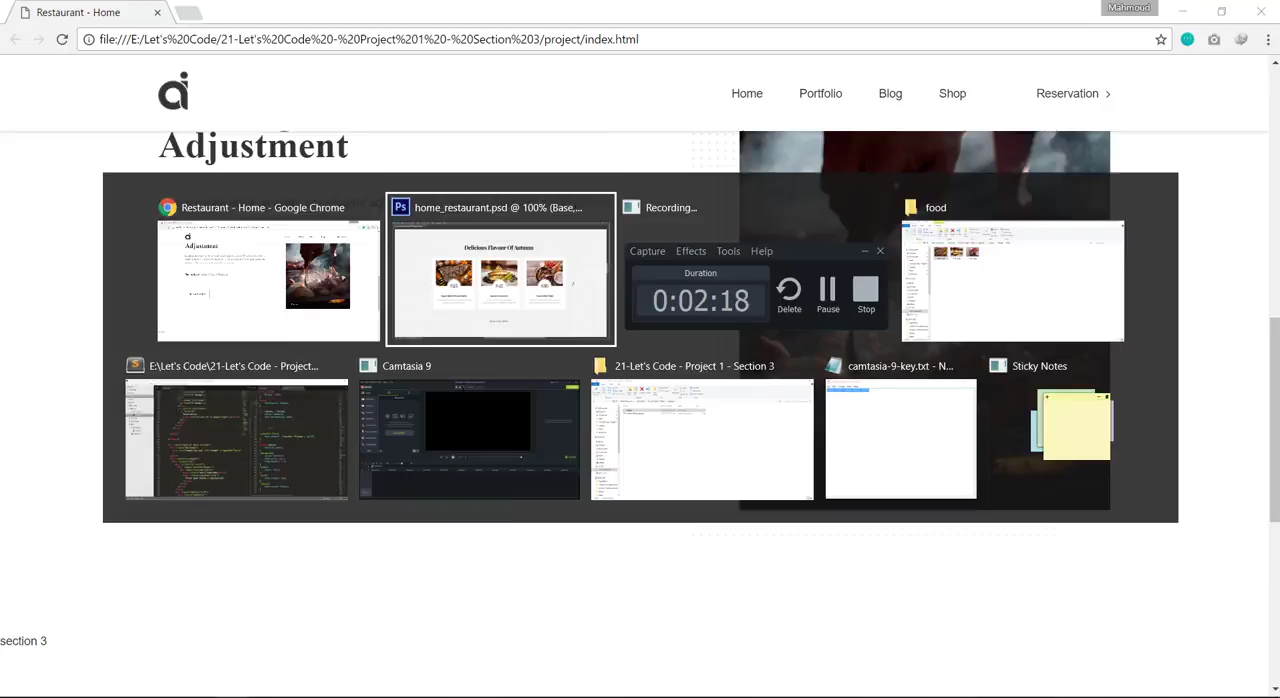 Restaurant - Home
Mahmoud
file:///E:/Let's%20Code/21-Let's%20Code%20-%20Project%201%20-%20Section%203/project/index.html
ai
Home
Portfolio
Blog
Shop
Reservation
Adjustment
Restaurant - Home - Google Chrome
Ps home_restaurant.psd @ 100% (Base,...
Recording...
food
Adjustment
Delicious Flavour Of Autumn
Capture Effects Tools Help
Duration
0:02:18
Delete
Pause
Stop
E:\Let's Code\21-Let's Code - Project...
Camtasia 9
21-Let's Code - Project 1 - Section 3
camtasia-9-key.txt - N...
Sticky Notes
section 3